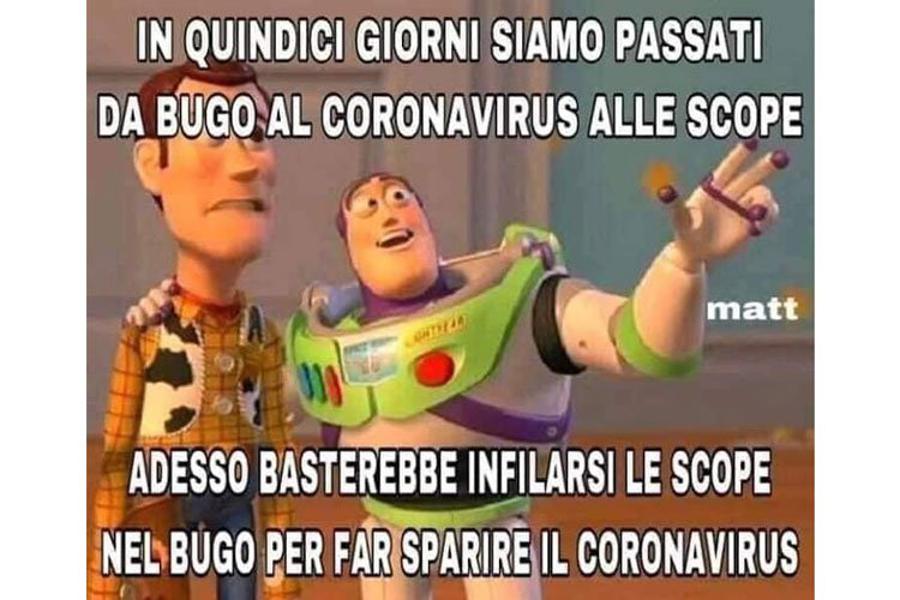 IN QUINDICI GIORNI SIAMO PASSATI
DA BUGO AL CORONAVIRUS ALLE SCOPE
matt
ADESSO BASTEREBBE INFILARSI LE SCOPE
NEL BUGO PER FAR SPARIRE IL CORONAVIRUS